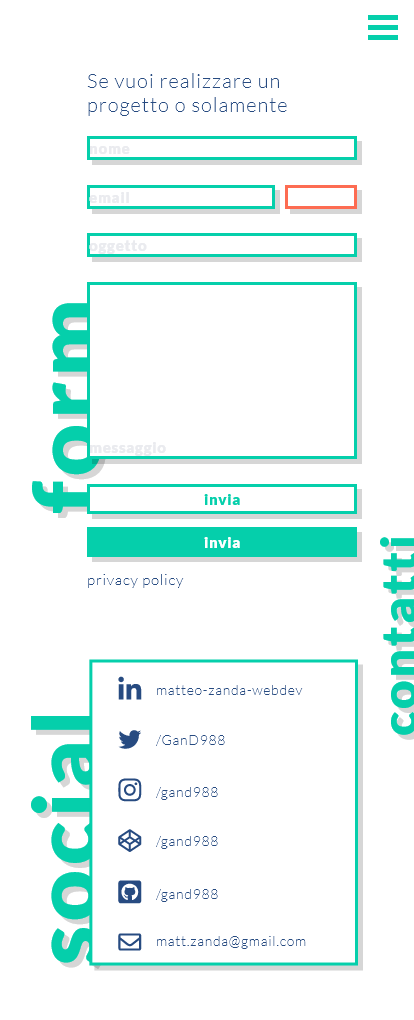 Se vuoi realizzare un
progetto o solamente
nome
email
oggetto
messaggio
form
invia
invia
privacy policy
contatti
social
matteo-zanda-webdev
/GanD988
/gand988
/gand988
/gand988
matt.zanda@gmail.com